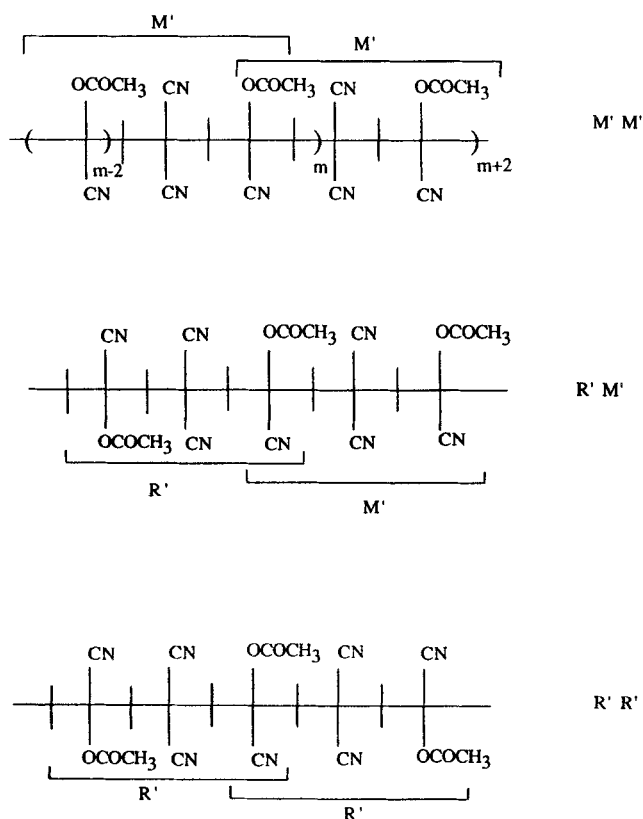 M'
M'
OCOCH3 CN OCOCH3 CN OCOCH3
M' M'
( ) ) )
m-2 m m+2
CN CN CN CN CN
CN CN OCOCH3 CN OCOCH3
R' M'
OCOCH3 CN CN CN CN
R'
M'
CN CN OCOCH3 CN CN
R' R'
OCOCH3 CN CN CN OCOCH3
R'
R'